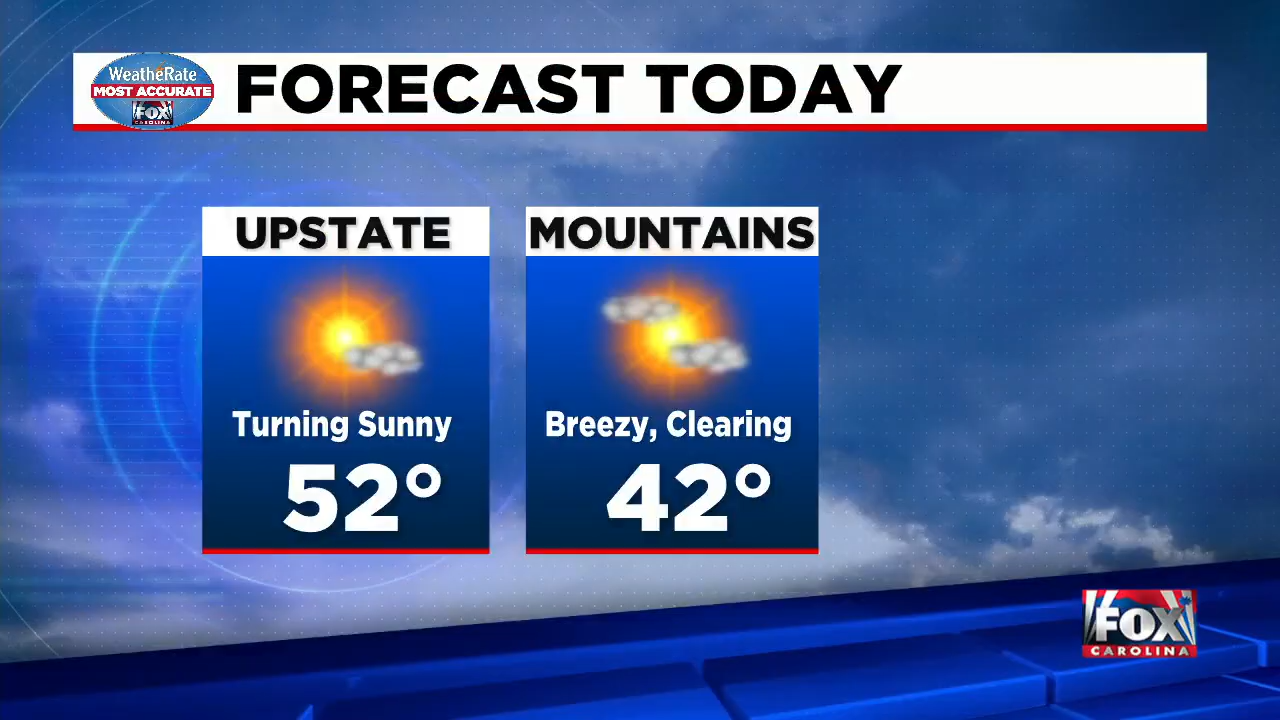 WeatheRate
MOST ACCURATE
FOX
CAROLINA
FORECAST TODAY
UPSTATE
Turning Sunny
52°
MOUNTAINS
Breezy, Clearing
42°
FOX
CAROLINA